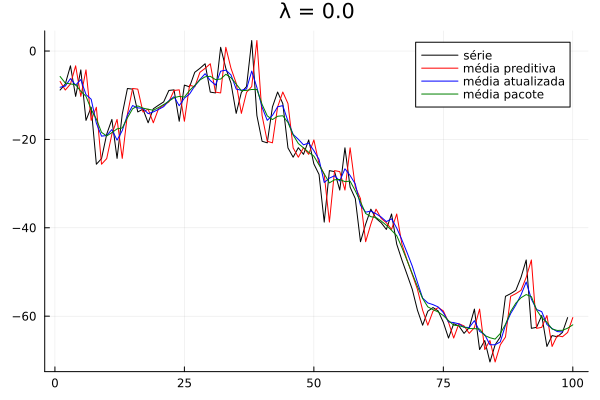 λ = 0.0
série
média preditiva
média atualizada
média pacote
0
−20
−40
−60
0
25
50
75
100